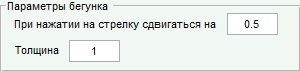 Параметры бегунка
При нажатии на стрелку сдвигаться на 0.5
Толщина 1